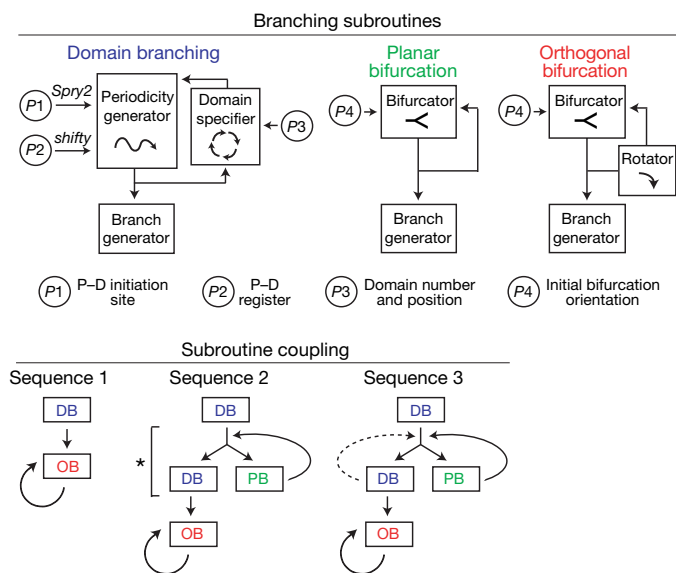 Branching subroutines
Domain branching
Planar
bifurcation
Orthogonal
bifurcation
P1
Spry2
P2
shifty
Periodicity
generator
Domain
specifier
P3
Branch
generator
P4
Bifurcator
Branch
generator
P4
Bifurcator
Rotator
Branch
generator
P1 P–D initiation
site
P2 P–D
register
P3 Domain number
and position
P4 Initial bifurcation
orientation
Subroutine coupling
Sequence 1
Sequence 2
Sequence 3
DB
OB
DB
*
DB
PB
OB
DB
DB
PB
OB